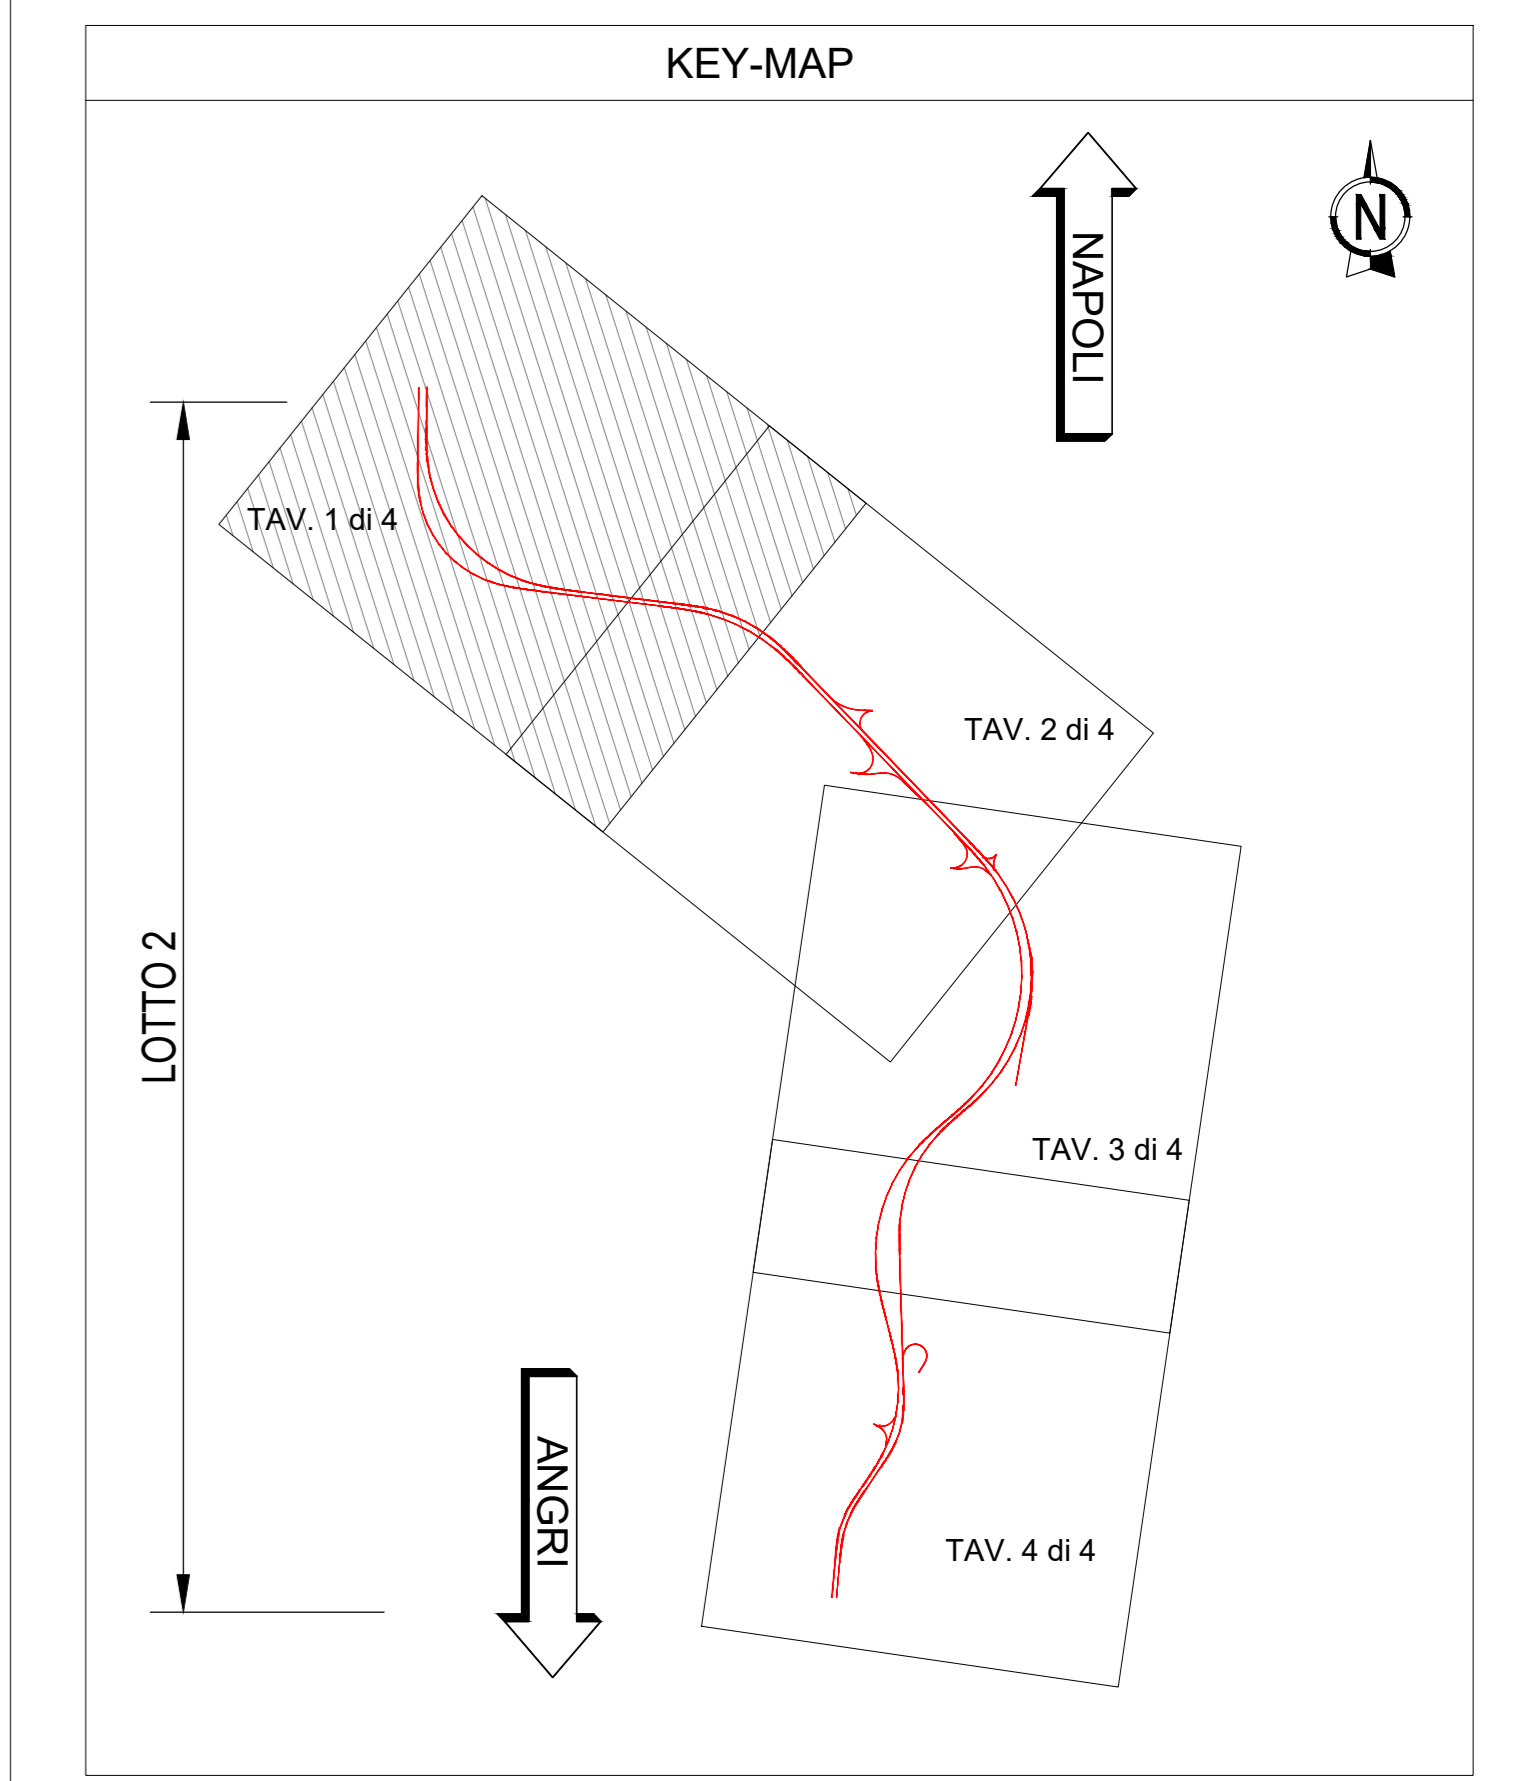 KEY-MAP
NAPOLI
N
TAV. 1 di 4
TAV. 2 di 4
LOTTO 2
TAV. 3 di 4
ANGRI
TAV. 4 di 4